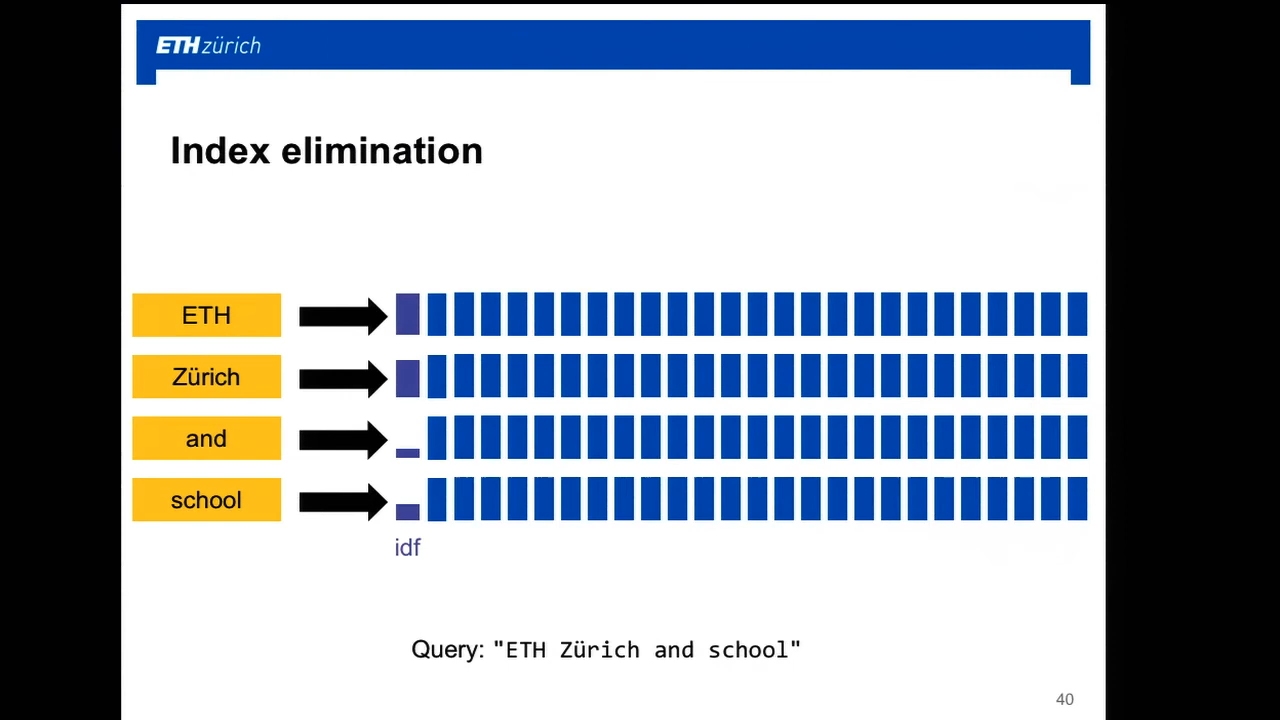 ETH zürich
Index elimination
ETH
Zürich
and
school
idf
Query: "ETH Zürich and school"
40